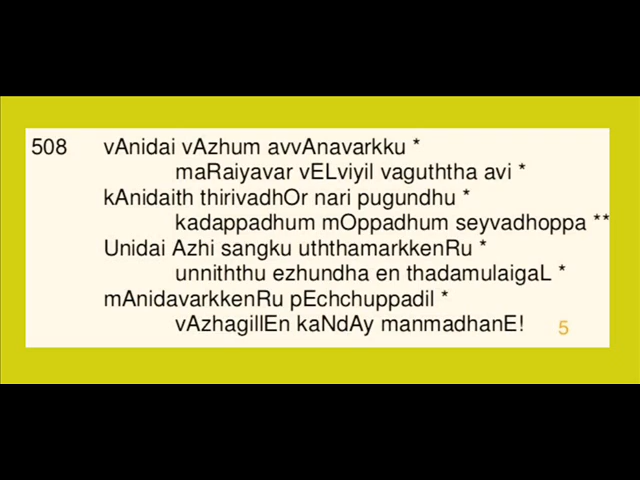 508 vAnidai vAzhum avvAnavarkku *
maRaiyavar vELviyil vaguththa avi *
kAnidaith thirivadhOr nari pugundhu *
kadappadhum mOppadhum seyvadhoppa **
Unidai Azhi sangku uththamarkkenRu *
unniththu ezhundha en thadamulaigaL *
mAnidavarkkenRu pEchchuppadil *
vAzhagillEn kaNdAy manmadhanE! 5